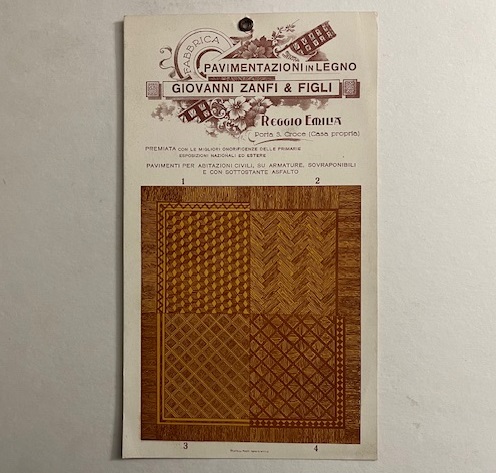 FABBRICA
PAVIMENTAZIONI IN LEGNO
GIOVANNI ZANFI & FIGLI
REGGIO EMILIA
Porta S. Croce (Casa propria)
PREMIATA CON LE MIGLIORI ONORIFICENZE DELLE PRIMARIE
ESPOSIZIONI NAZIONALI ED ESTERE
PAVIMENTI PER ABITAZIONI CIVILI, SU ARMATURE, SOVRAPONIBILI
E CON SOTTOSTANTE ASFALTO
1 2
3 4